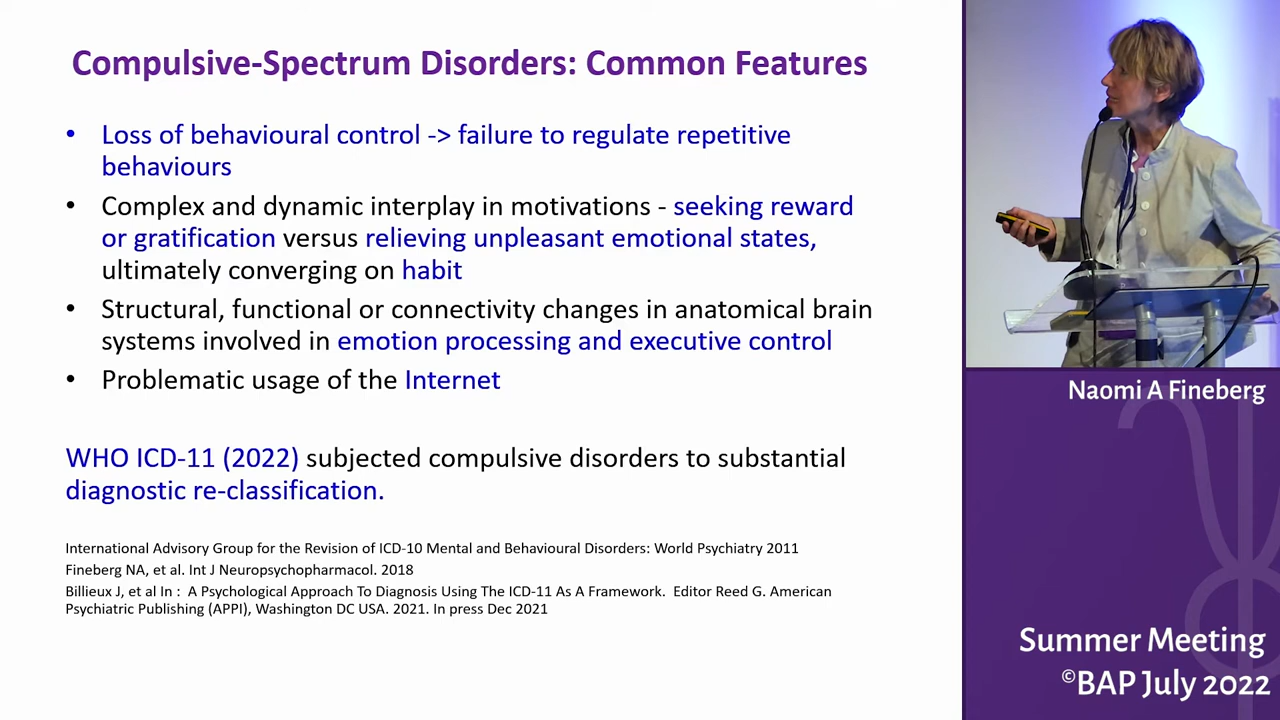 Compulsive-Spectrum Disorders: Common Features
• Loss of behavioural control -> failure to regulate repetitive
behaviours
• Complex and dynamic interplay in motivations - seeking reward
or gratification versus relieving unpleasant emotional states,
ultimately converging on habit
• Structural, functional or connectivity changes in anatomical brain
systems involved in emotion processing and executive control
• Problematic usage of the Internet
WHO ICD-11 (2022) subjected compulsive disorders to substantial
diagnostic re-classification.
International Advisory Group for the Revision of ICD-10 Mental and Behavioural Disorders: World Psychiatry 2011
Fineberg NA, et al. Int J Neuropsychopharmacol. 2018
Billieux J, et al In : A Psychological Approach To Diagnosis Using The ICD-11 As A Framework. Editor Reed G. American
Psychiatric Publishing (APPI), Washington DC USA. 2021. In press Dec 2021
Naomi A Fineberg
Summer Meeting
©BAP July 2022